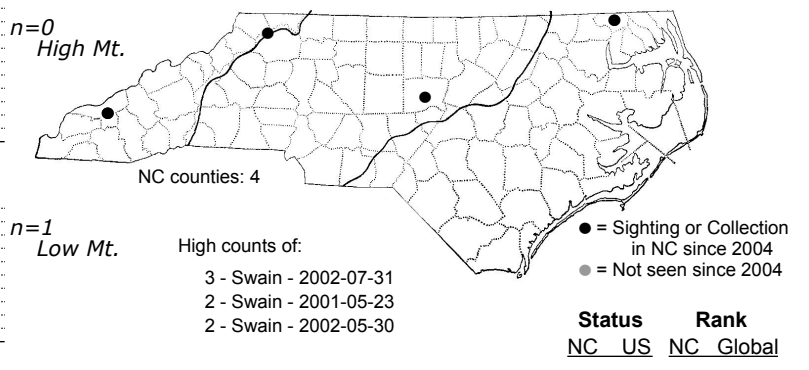 n=0
High Mt.
NC counties: 4
n=1
Low Mt.
High counts of:
3 - Swain - 2002-07-31
2 - Swain - 2001-05-23
2 - Swain - 2002-05-30
● = Sighting or Collection
in NC since 2004
● = Not seen since 2004
Status Rank
NC US NC Global